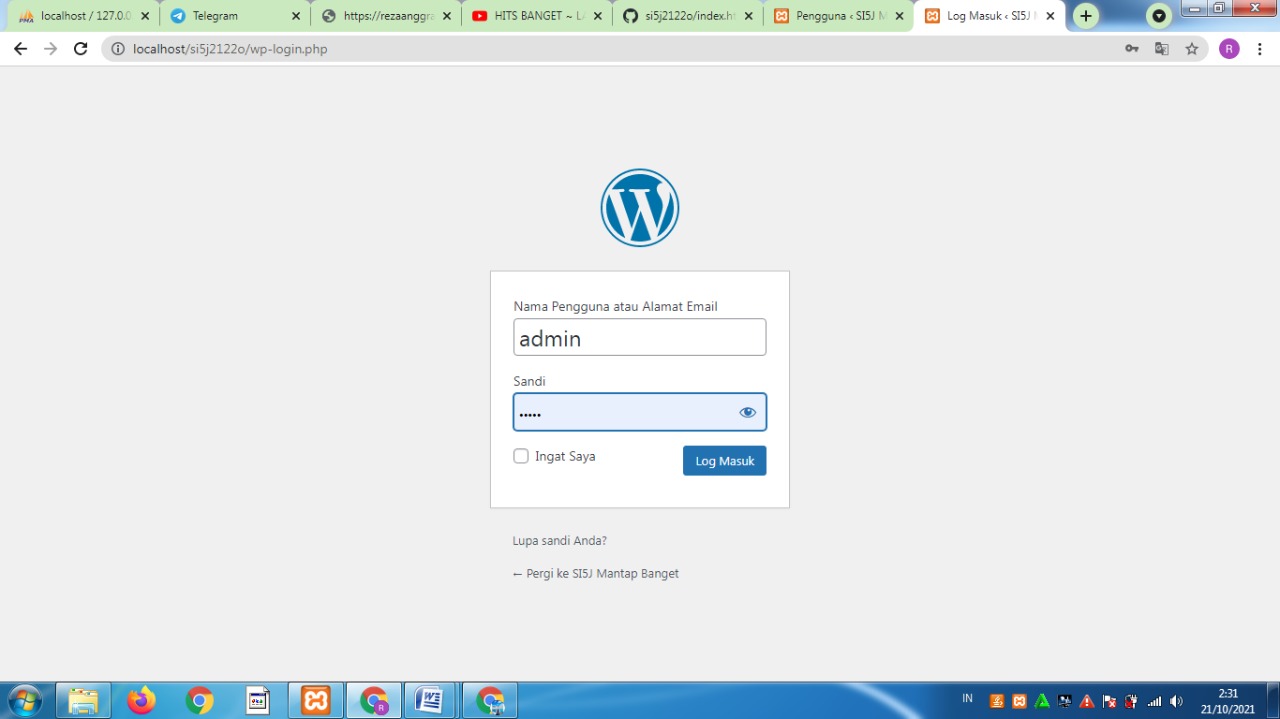 localhost / 127.0.0
Telegram
https://rezaanggra
HITS BANGET ~ LA
si5j2122o/index.ht
Pengguna ‹ SI5J M
Log Masuk ‹ SI5J M
localhost/si5j2122o/wp-login.php
R
Nama Pengguna atau Alamat Email
admin
Sandi
•••••
Ingat Saya
Log Masuk
Lupa sandi Anda?
← Pergi ke SI5J Mantap Banget
IN
2:31
21/10/2021